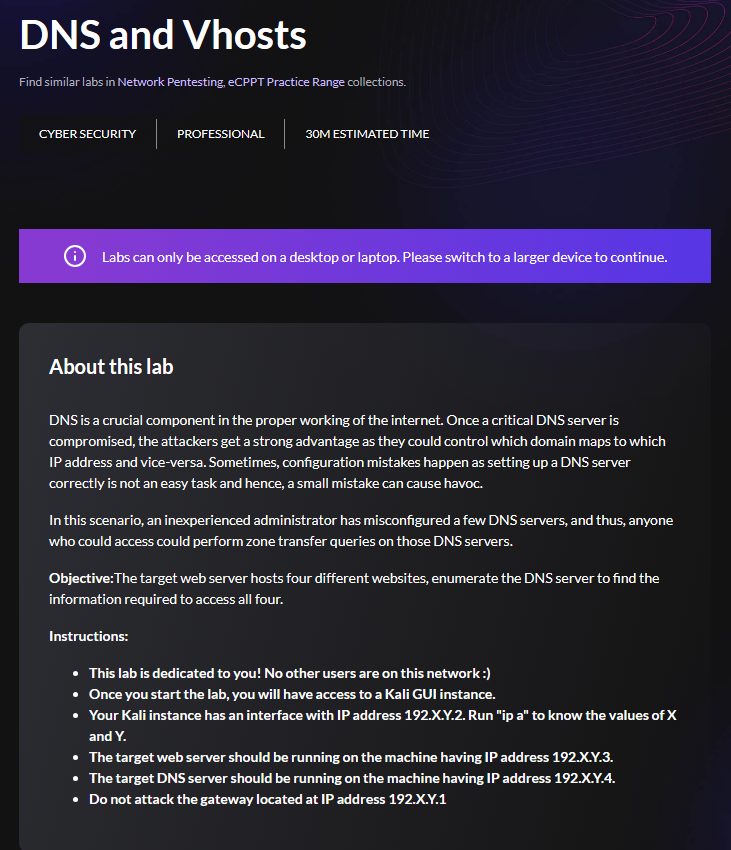 DNS and Vhosts
Find similar labs in Network Pentesting, eCPPT Practice Range collections.
CYBER SECURITY
PROFESSIONAL
30M ESTIMATED TIME
Labs can only be accessed on a desktop or laptop. Please switch to a larger device to continue.
About this lab
DNS is a crucial component in the proper working of the internet. Once a critical DNS server is
compromised, the attackers get a strong advantage as they could control which domain maps to which
IP address and vice-versa. Sometimes, configuration mistakes happen as setting up a DNS server
correctly is not an easy task and hence, a small mistake can cause havoc.
In this scenario, an inexperienced administrator has misconfigured a few DNS servers, and thus, anyone
who could access could perform zone transfer queries on those DNS servers.
Objective:The target web server hosts four different websites, enumerate the DNS server to find the
information required to access all four.
Instructions:
• This lab is dedicated to you! No other users are on this network :)
• Once you start the lab, you will have access to a Kali GUI instance.
• Your Kali instance has an interface with IP address 192.X.Y.2. Run "ip a" to know the values of X
and Y.
• The target web server should be running on the machine having IP address 192.X.Y.3.
• The target DNS server should be running on the machine having IP address 192.X.Y.4.
• Do not attack the gateway located at IP address 192.X.Y.1